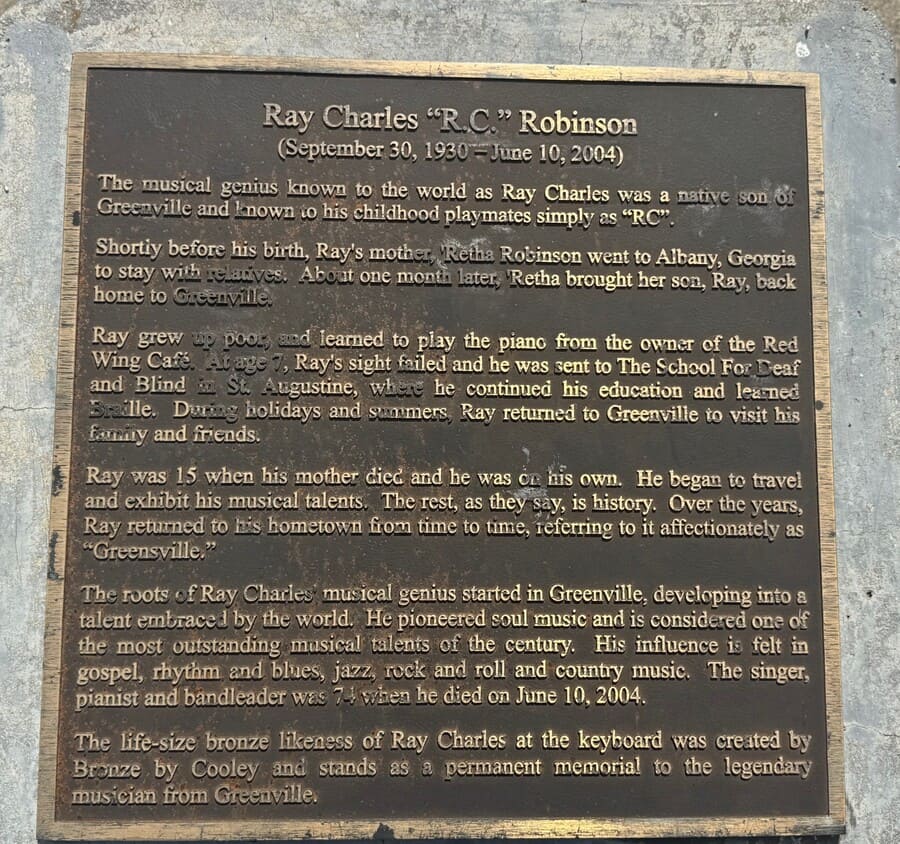 Ray Charles “R.C.” Robinson
(September 30, 1930 – June 10, 2004)
The musical genius known to the world as Ray Charles was a native son of
Greenville and known to his childhood playmates simply as “RC”.
Shortly before his birth, Ray's mother, 'Retha Robinson went to Albany, Georgia
to stay with relatives. About one month later, 'Retha brought her son, Ray, back
home to Greenville.
Ray grew up poor, and learned to play the piano from the owner of the Red
Wing Café. At age 7, Ray's sight failed and he was sent to The School For Deaf
and Blind in St. Augustine, where he continued his education and learned
Braille. During holidays and summers, Ray returned to Greenville to visit his
family and friends.
Ray was 15 when his mother died and he was on his own. He began to travel
and exhibit his musical talents. The rest, as they say, is history. Over the years,
Ray returned to his hometown from time to time, referring to it affectionately as
“Greensville.”
The roots of Ray Charles' musical genius started in Greenville, developing into a
talent embraced by the world. He pioneered soul music and is considered one of
the most outstanding musical talents of the century. His influence is felt in
gospel, rhythm and blues, jazz, rock and roll and country music. The singer,
pianist and bandleader was 74 when he died on June 10, 2004.
The life-size bronze likeness of Ray Charles at the keyboard was created by
Bronze by Cooley and stands as a permanent memorial to the legendary
musician from Greenville.